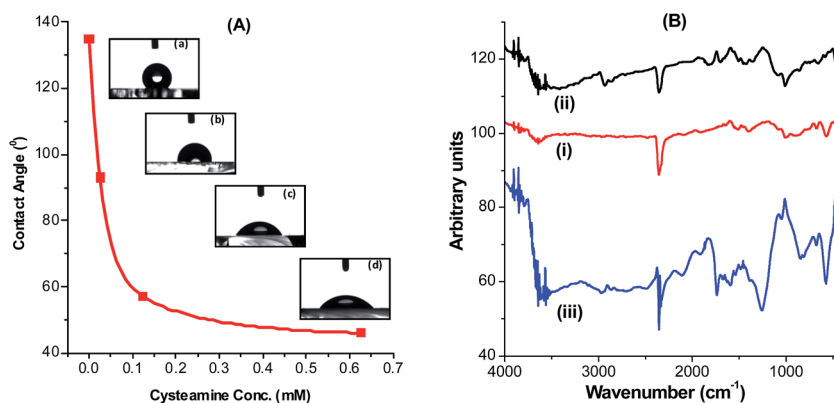 (A)
140
120
100
80
60
40
Contact Angle (⁰)
0.0 0.1 0.2 0.3 0.4 0.5 0.6 0.7
Cysteamine Conc. (mM)
(a)
(b)
(c)
(d)
(B)
120
100
80
60
40
Arbitrary units
(ii)
(i)
(iii)
4000 3000 2000 1000
Wavenumber (cm⁻¹)